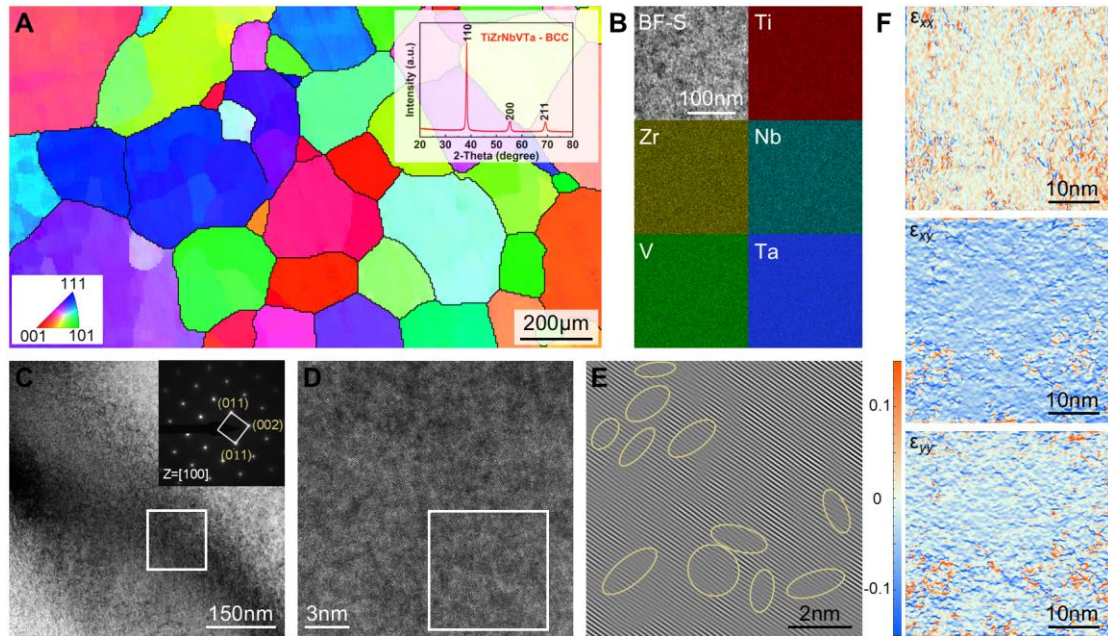 A
TiZrNbVTa - BCC
110
200
211
Intensity (a.u.)
20 30 40 50 60 70 80
2-Theta (degree)
111
001 101
200μm
B
BF-S
Ti
100nm
Zr
Nb
V
Ta
C
(011)
(002)
(011)
Z=[100]
150nm
D
3nm
E
2nm
0.1
0
-0.1
F
εxx
10nm
εxy
10nm
εyy
10nm